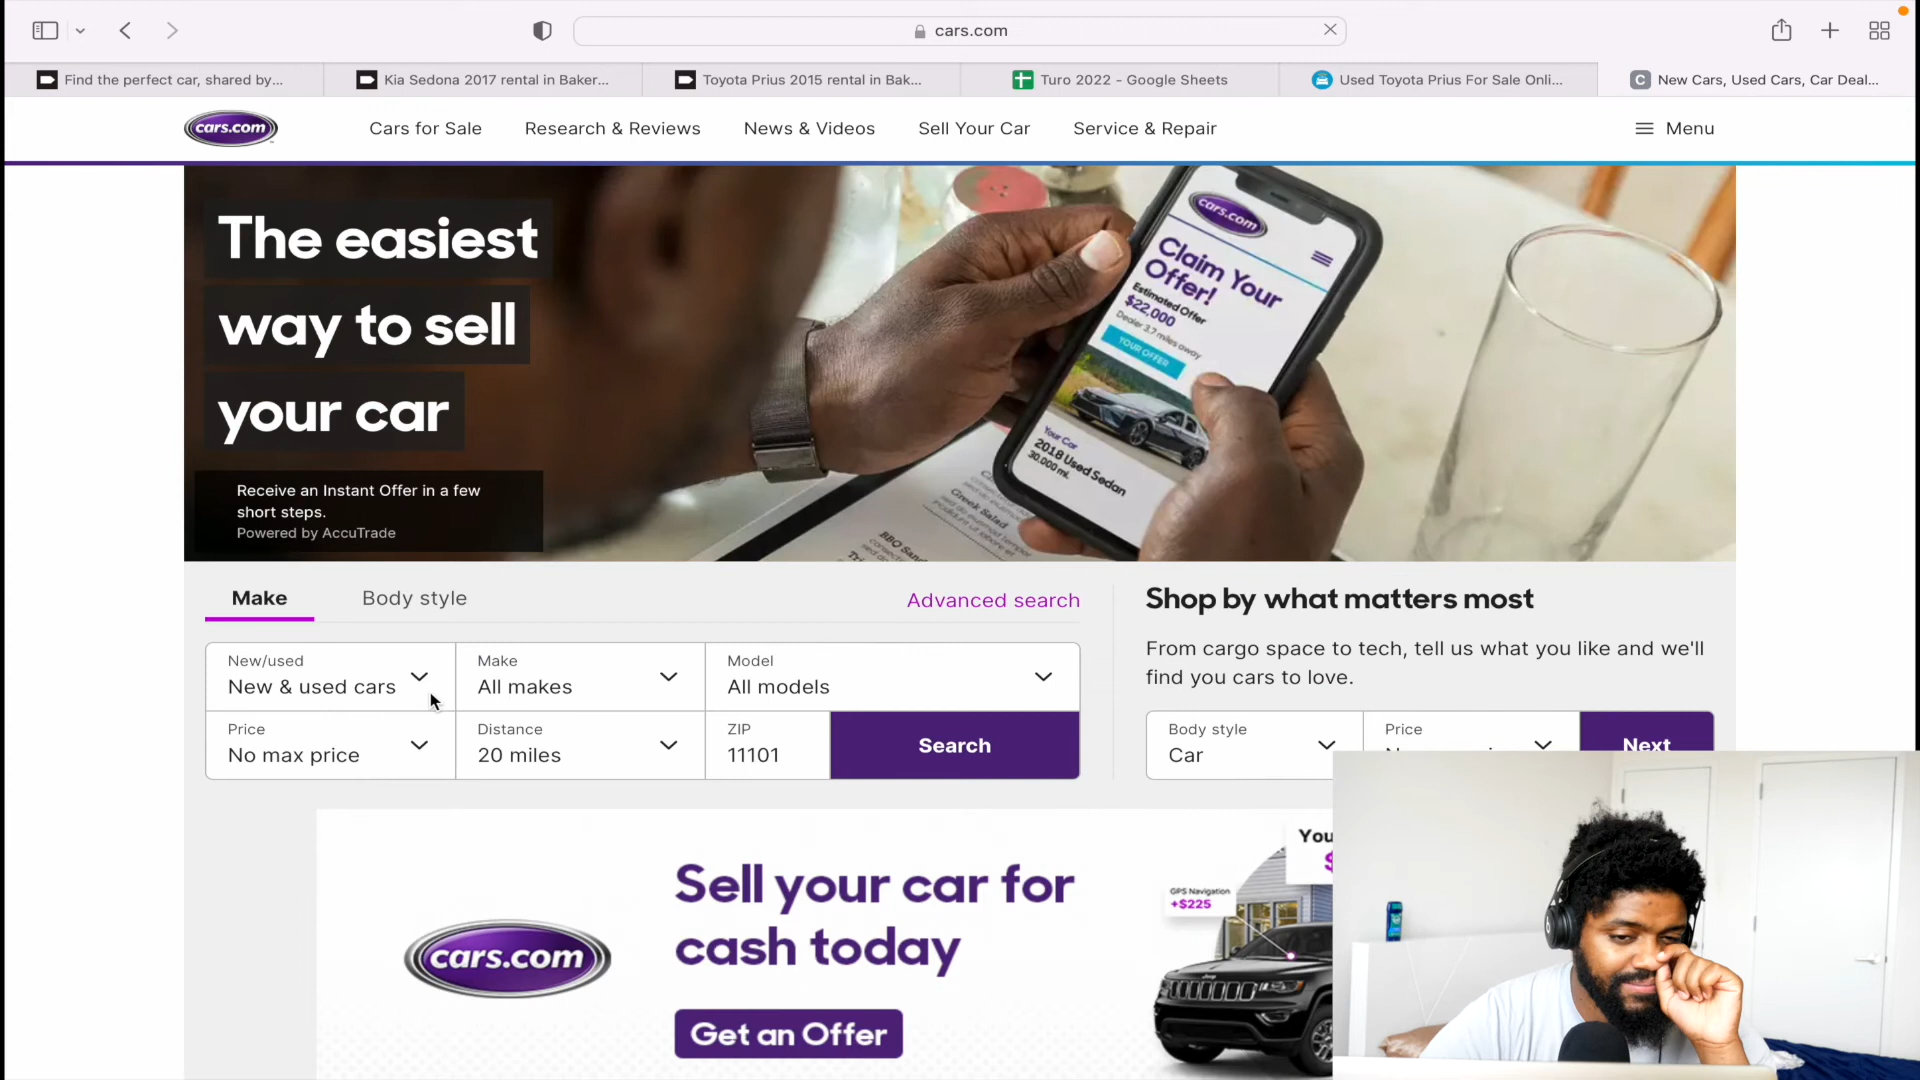 cars.com
Find the perfect car, shared by...
Kia Sedona 2017 rental in Baker...
Toyota Prius 2015 rental in Bak...
Turo 2022 - Google Sheets
Used Toyota Prius For Sale Onli...
C New Cars, Used Cars, Car Deal...
cars.com
Cars for Sale
Research & Reviews
News & Videos
Sell Your Car
Service & Repair
Menu
The easiest
way to sell
your car
Receive an Instant Offer in a few
short steps.
Powered by AccuTrade
cars.com
Claim Your
Offer!
Estimated Offer
$22,000
Dealer 3.7 miles away
YOUR OFFER
Your Car
2018 Used Sedan
30,000 mi.
Greek Salad
BBQ
Make
Body style
Advanced search
New/used
New & used cars
Make
All makes
Model
All models
Price
No max price
Distance
20 miles
ZIP
11101
Search
Shop by what matters most
From cargo space to tech, tell us what you like and we'll
find you cars to love.
Body style
Car
Price
Next
cars.com
Sell your car for
cash today
Get an Offer
You
$
GPS Navigation
+$225